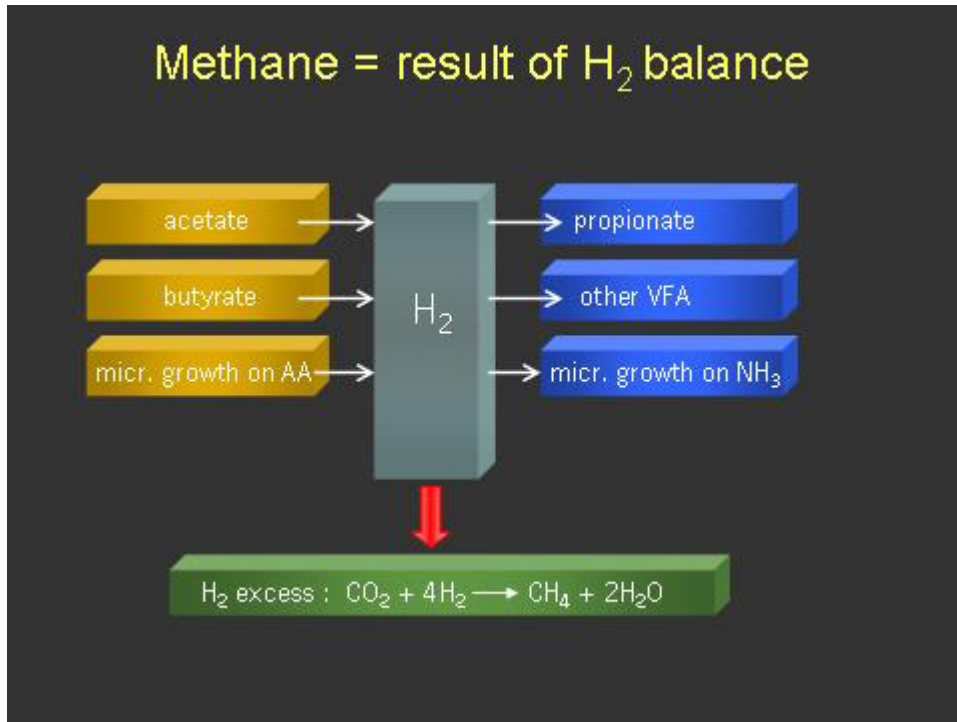 Methane = result of H₂ balance
acetate
propionate
butyrate
H₂
other VFA
micr. growth on AA
micr. growth on NH₃
H₂ excess : CO₂ + 4H₂ → CH₄ + 2H₂O